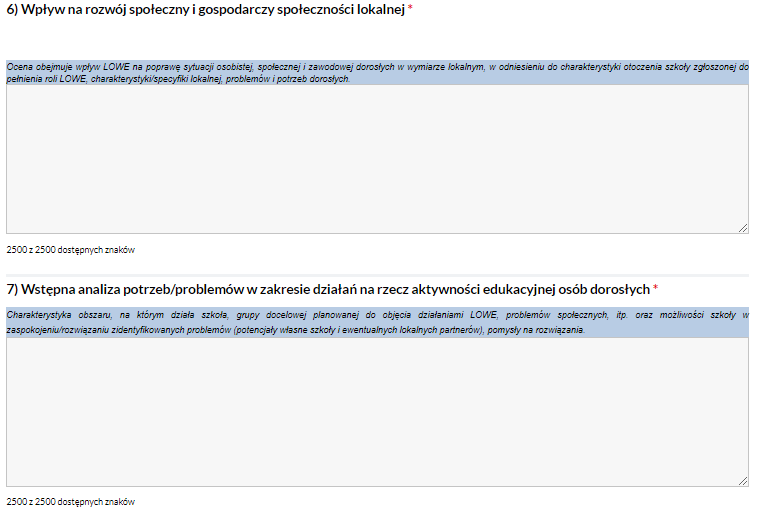 6) Wpływ na rozwój społeczny i gospodarczy społeczności lokalnej *
Ocena obejmuje wpływ LOWE na poprawę sytuacji osobistej, społecznej i zawodowej dorosłych w wymiarze lokalnym, w odniesieniu do charakterystyki otoczenia szkoły zgłoszonej do
pełnienia roli LOWE, charakterystyki/specyfiki lokalnej, problemów i potrzeb dorosłych.
2500 z 2500 dostępnych znaków
7) Wstępna analiza potrzeb/problemów w zakresie działań na rzecz aktywności edukacyjnej osób dorosłych *
Charakterystyka obszaru, na którym działa szkoła, grupy docelowej planowanej do objęcia działaniami LOWE, problemów społecznych, itp. oraz możliwości szkoły w
zaspokojeniu/rozwiązaniu zidentyfikowanych problemów (potencjały własne szkoły i ewentualnych lokalnych partnerów), pomysły na rozwiązania.
2500 z 2500 dostępnych znaków